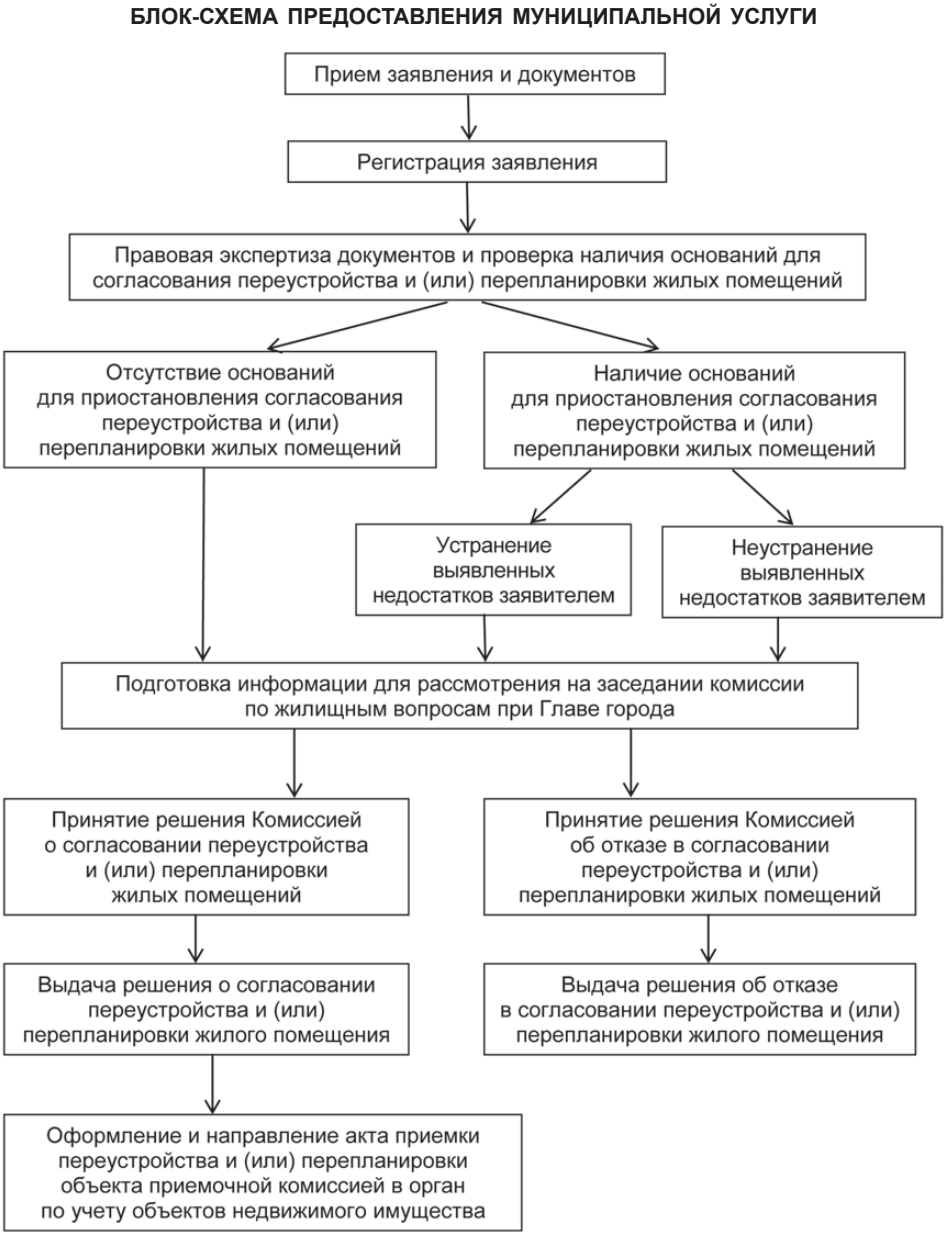 БЛОК-СХЕМА ПРЕДОСТАВЛЕНИЯ МУНИЦИПАЛЬНОЙ УСЛУГИ
Прием заявления и документов
Регистрация заявления
Правовая экспертиза документов и проверка наличия оснований для
согласования переустройства и (или) перепланировки жилых помещений
Отсутствие оснований
для приостановления согласования
переустройства и (или)
перепланировки жилых помещений
Наличие оснований
для приостановления согласования
переустройства и (или)
перепланировки жилых помещений
Устранение
выявленных
недостатков заявителем
Неустранение
выявленных
недостатков заявителем
Подготовка информации для рассмотрения на заседании комиссии
по жилищным вопросам при Главе города
Принятие решения Комиссией
о согласовании переустройства
и (или) перепланировки
жилых помещений
Принятие решения Комиссией
об отказе в согласовании
переустройства и (или)
перепланировки жилых помещений
Выдача решения о согласовании
переустройства и (или)
перепланировки жилого помещения
Выдача решения об отказе
в согласовании переустройства и (или)
перепланировки жилого помещения
Оформление и направление акта приемки
переустройства и (или) перепланировки
объекта приемочной комиссией в орган
по учету объектов недвижимого имущества